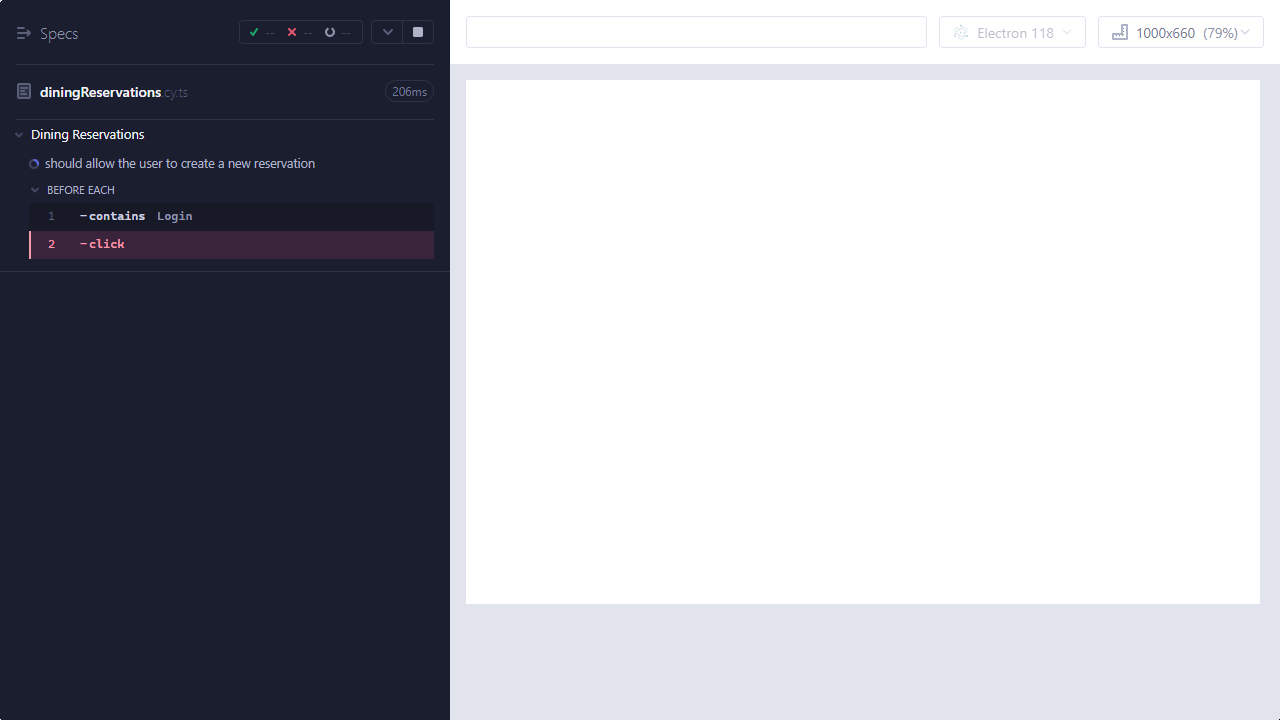 Specs
-- -- --
Electron 118
1000x660 (79%)
diningReservations.cy.ts
206ms
Dining Reservations
should allow the user to create a new reservation
BEFORE EACH
1 -contains Login
2 -click